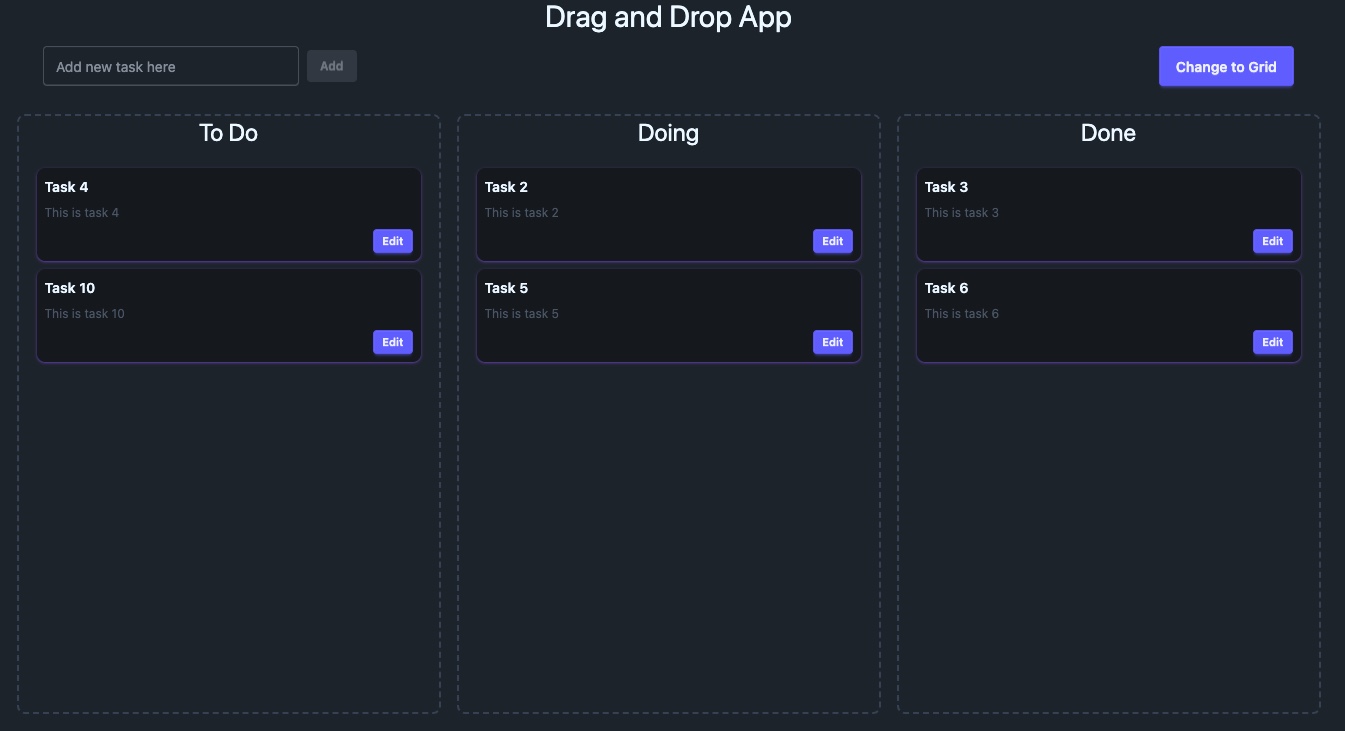 Drag and Drop App
Add new task here
Add
Change to Grid
To Do
Task 4
This is task 4
Edit
Task 10
This is task 10
Edit
Doing
Task 2
This is task 2
Edit
Task 5
This is task 5
Edit
Done
Task 3
This is task 3
Edit
Task 6
This is task 6
Edit